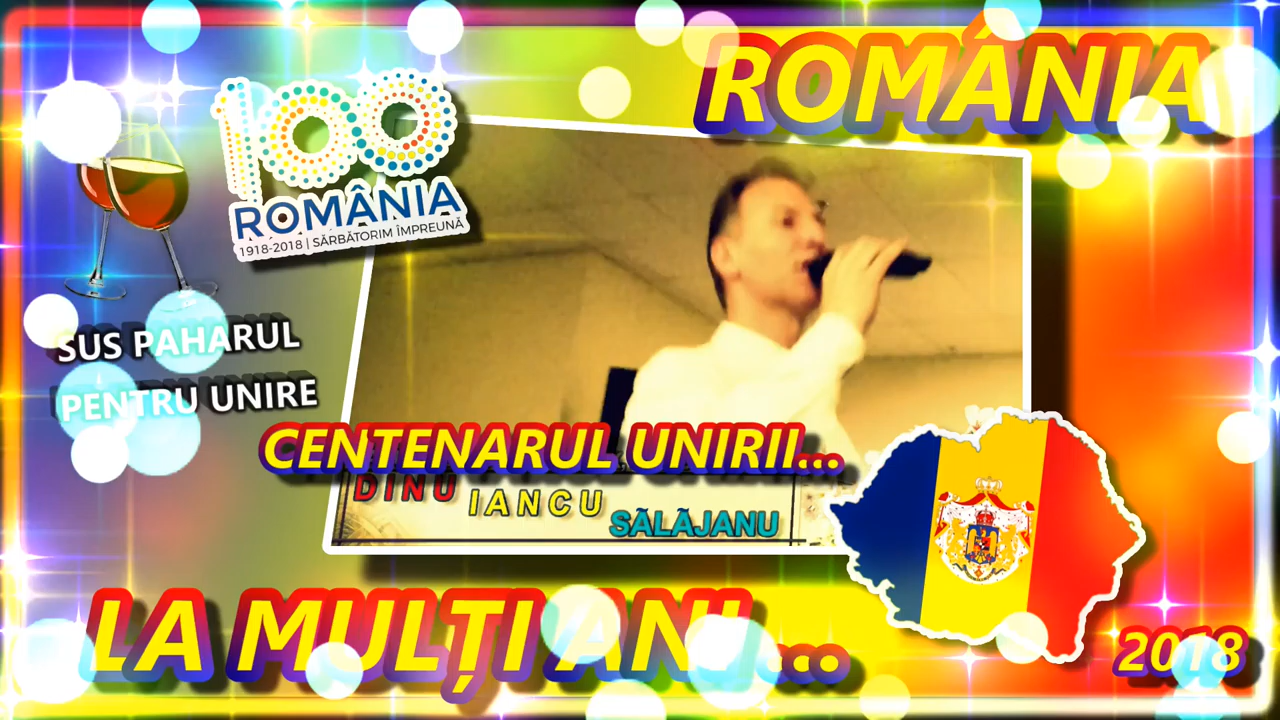 ROMÂNIA
100
ROMÂNIA
1918-2018 | SĂRBĂTORIM ÎMPREUNĂ
SUS PAHARUL
PENTRU UNIRE
CENTENARUL UNIRII...
DINU IANCU SĂLĂJANU
LA MULȚI ANI ...
2018